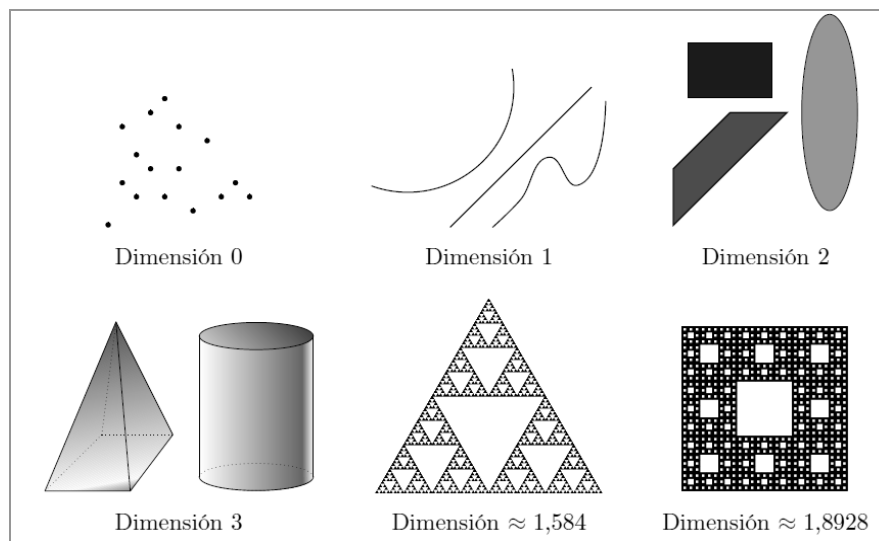 Dimensión 0
Dimensión 1
Dimensión 2
Dimensión 3
Dimensión ≈ 1,584
Dimensión ≈ 1,8928